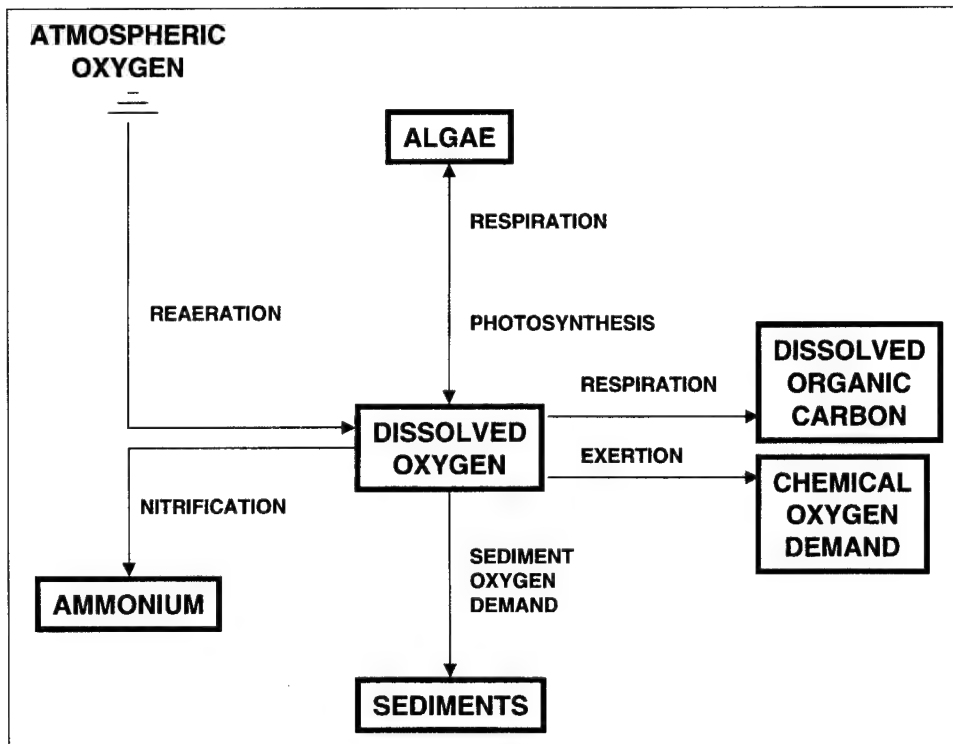 ATMOSPHERIC
OXYGEN
ALGAE
RESPIRATION
REAERATION
PHOTOSYNTHESIS
DISSOLVED
ORGANIC
CARBON
RESPIRATION
DISSOLVED
OXYGEN
EXERTION
CHEMICAL
OXYGEN
DEMAND
NITRIFICATION
SEDIMENT
OXYGEN
DEMAND
AMMONIUM
SEDIMENTS